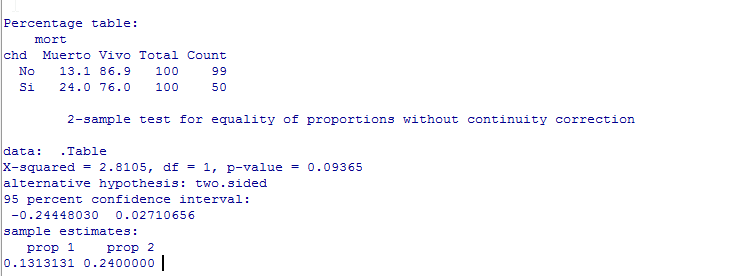 Percentage table:
    mort
chd  Muerto Vivo Total Count
  No   13.1 86.9   100    99
  Si   24.0 76.0   100    50
        2-sample test for equality of proportions without continuity correction
data:  .Table
X-squared = 2.8105, df = 1, p-value = 0.09365
alternative hypothesis: two.sided
95 percent confidence interval:
 -0.24448030  0.02710656
sample estimates:
   prop 1    prop 2
0.1313131 0.2400000